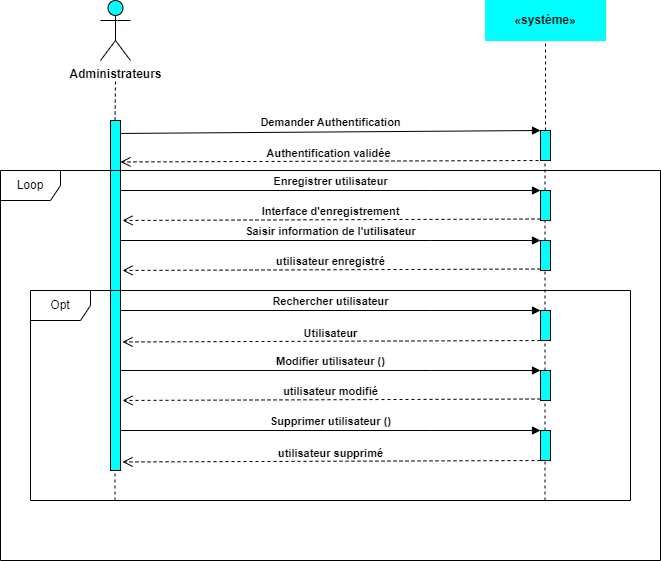 «système»
Administrateurs
Demander Authentification
Authentification validée
Loop
Enregistrer utilisateur
Interface d'enregistrement
Saisir information de l'utilisateur
utilisateur enregistré
Opt
Rechercher utilisateur
Utilisateur
Modifier utilisateur ()
utilisateur modifié
Supprimer utilisateur ()
utilisateur supprimé